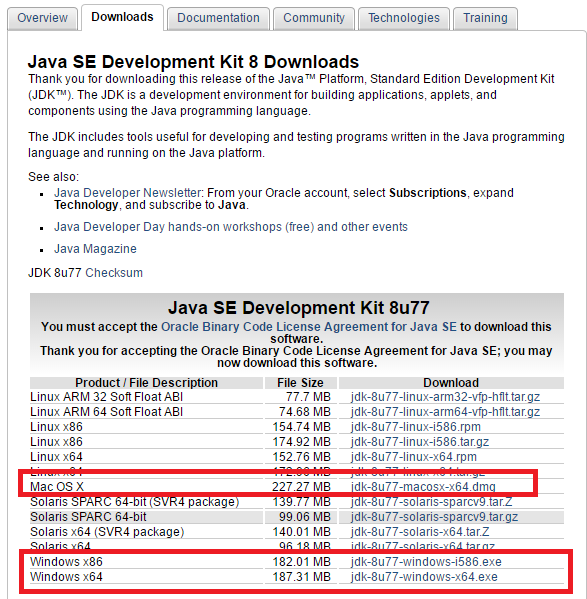 Overview Downloads Documentation Community Technologies Training
Java SE Development Kit 8 Downloads
Thank you for downloading this release of the Java™ Platform, Standard Edition Development Kit
(JDK™). The JDK is a development environment for building applications, applets, and
components using the Java programming language.
The JDK includes tools useful for developing and testing programs written in the Java programming
language and running on the Java platform.
See also:
Java Developer Newsletter: From your Oracle account, select Subscriptions, expand
Technology, and subscribe to Java.
Java Developer Day hands-on workshops (free) and other events
Java Magazine
JDK 8u77 Checksum
Java SE Development Kit 8u77
You must accept the Oracle Binary Code License Agreement for Java SE to download this
software.
Thank you for accepting the Oracle Binary Code License Agreement for Java SE; you may
now download this software.
Product / File Description File Size Download
Linux ARM 32 Soft Float ABI 77.7 MB jdk-8u77-linux-arm32-vfp-hflt.tar.gz
Linux ARM 64 Soft Float ABI 74.68 MB jdk-8u77-linux-arm64-vfp-hflt.tar.gz
Linux x86 154.74 MB jdk-8u77-linux-i586.rpm
Linux x86 174.92 MB jdk-8u77-linux-i586.tar.gz
Linux x64 152.76 MB jdk-8u77-linux-x64.rpm
Linux x64 MB jdk-8u77-linux-x64.tar.gz
Mac OS X 227.27 MB jdk-8u77-macosx-x64.dmg
Solaris SPARC 64-bit (SVR4 package) 139.77 MB jdk-8u77-solaris-sparcv9.tar.Z
Solaris SPARC 64-bit 99.06 MB jdk-8u77-solaris-sparcv9.tar.gz
Solaris x64 (SVR4 package) 140.01 MB jdk-8u77-solaris-x64.tar.Z
Solaris x64 96.18 MB jdk-8u77-solaris-x64.tar.gz
Windows x86 182.01 MB jdk-8u77-windows-i586.exe
Windows x64 187.31 MB jdk-8u77-windows-x64.exe